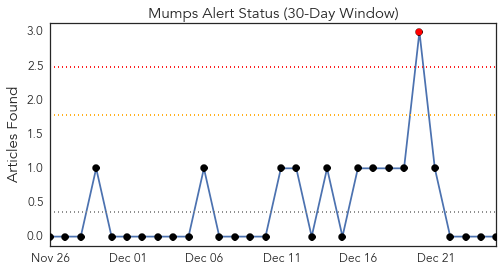 Mumps Alert Status (30-Day Window)
3.0
2.5
2.0
1.5
1.0
0.5
0.0
Articles Found
Nov 26 Dec 01 Dec 06 Dec 11 Dec 16 Dec 21